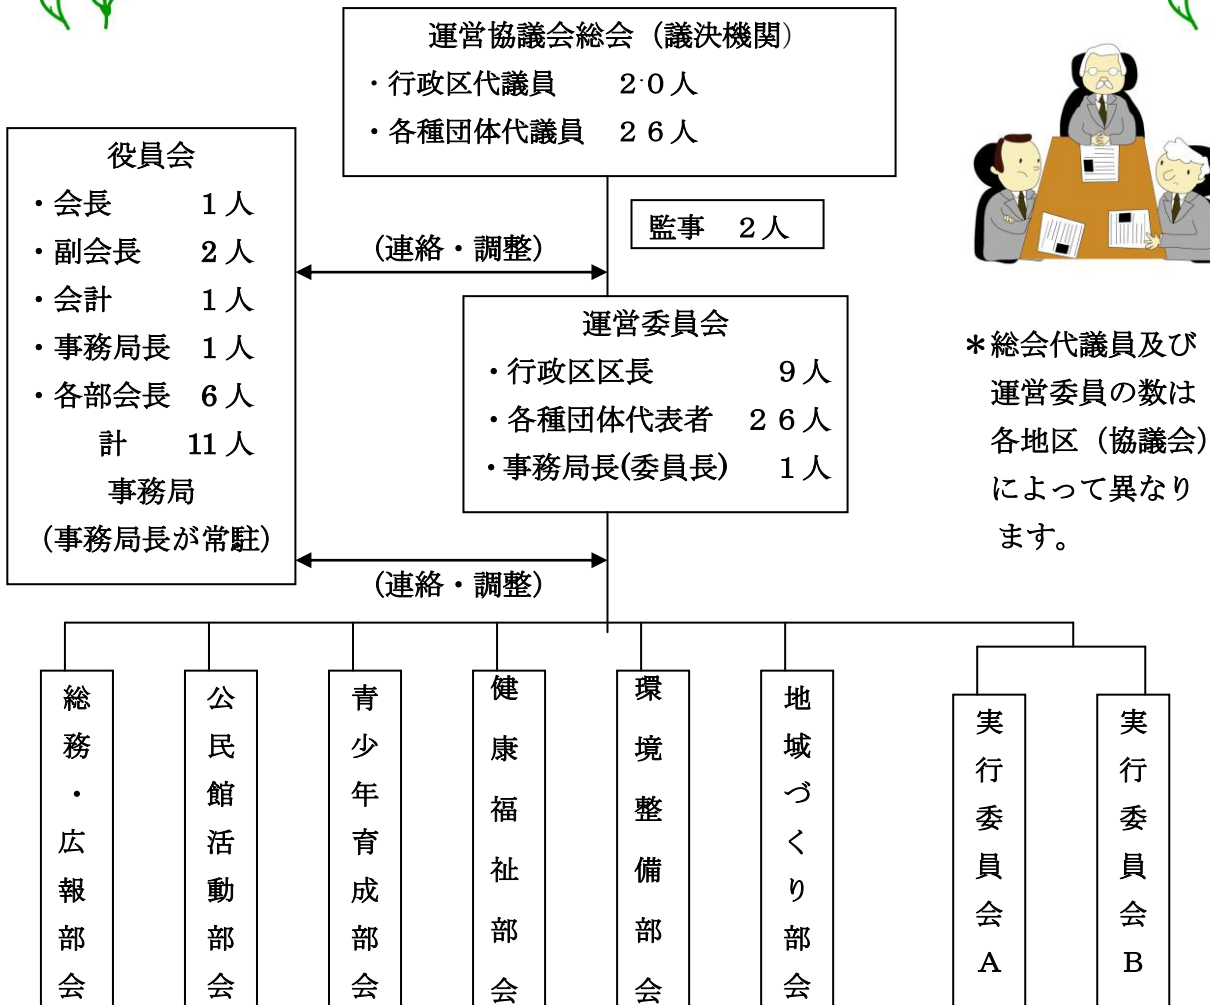 運営協議会総会（議決機関）
・行政区代議員　　２０人
・各種団体代議員　２６人
役員会
・会長　　　1人
・副会長　　2人
・会計　　　1人
・事務局長　1人
・各部会長　6人
計　11人
事務局
（事務局長が常駐）
監事　２人
（連絡・調整）
運営委員会
・行政区区長　　　　９人
・各種団体代表者　２６人
・事務局長(委員長)　　１人
＊総会代議員及び
運営委員の数は
各地区（協議会）
によって異なり
ます。
（連絡・調整）
総務・広報部会
公民館活動部会
青少年育成部会
健康福祉部会
環境整備部会
地域づくり部会
実行委員会Ａ
実行委員会Ｂ